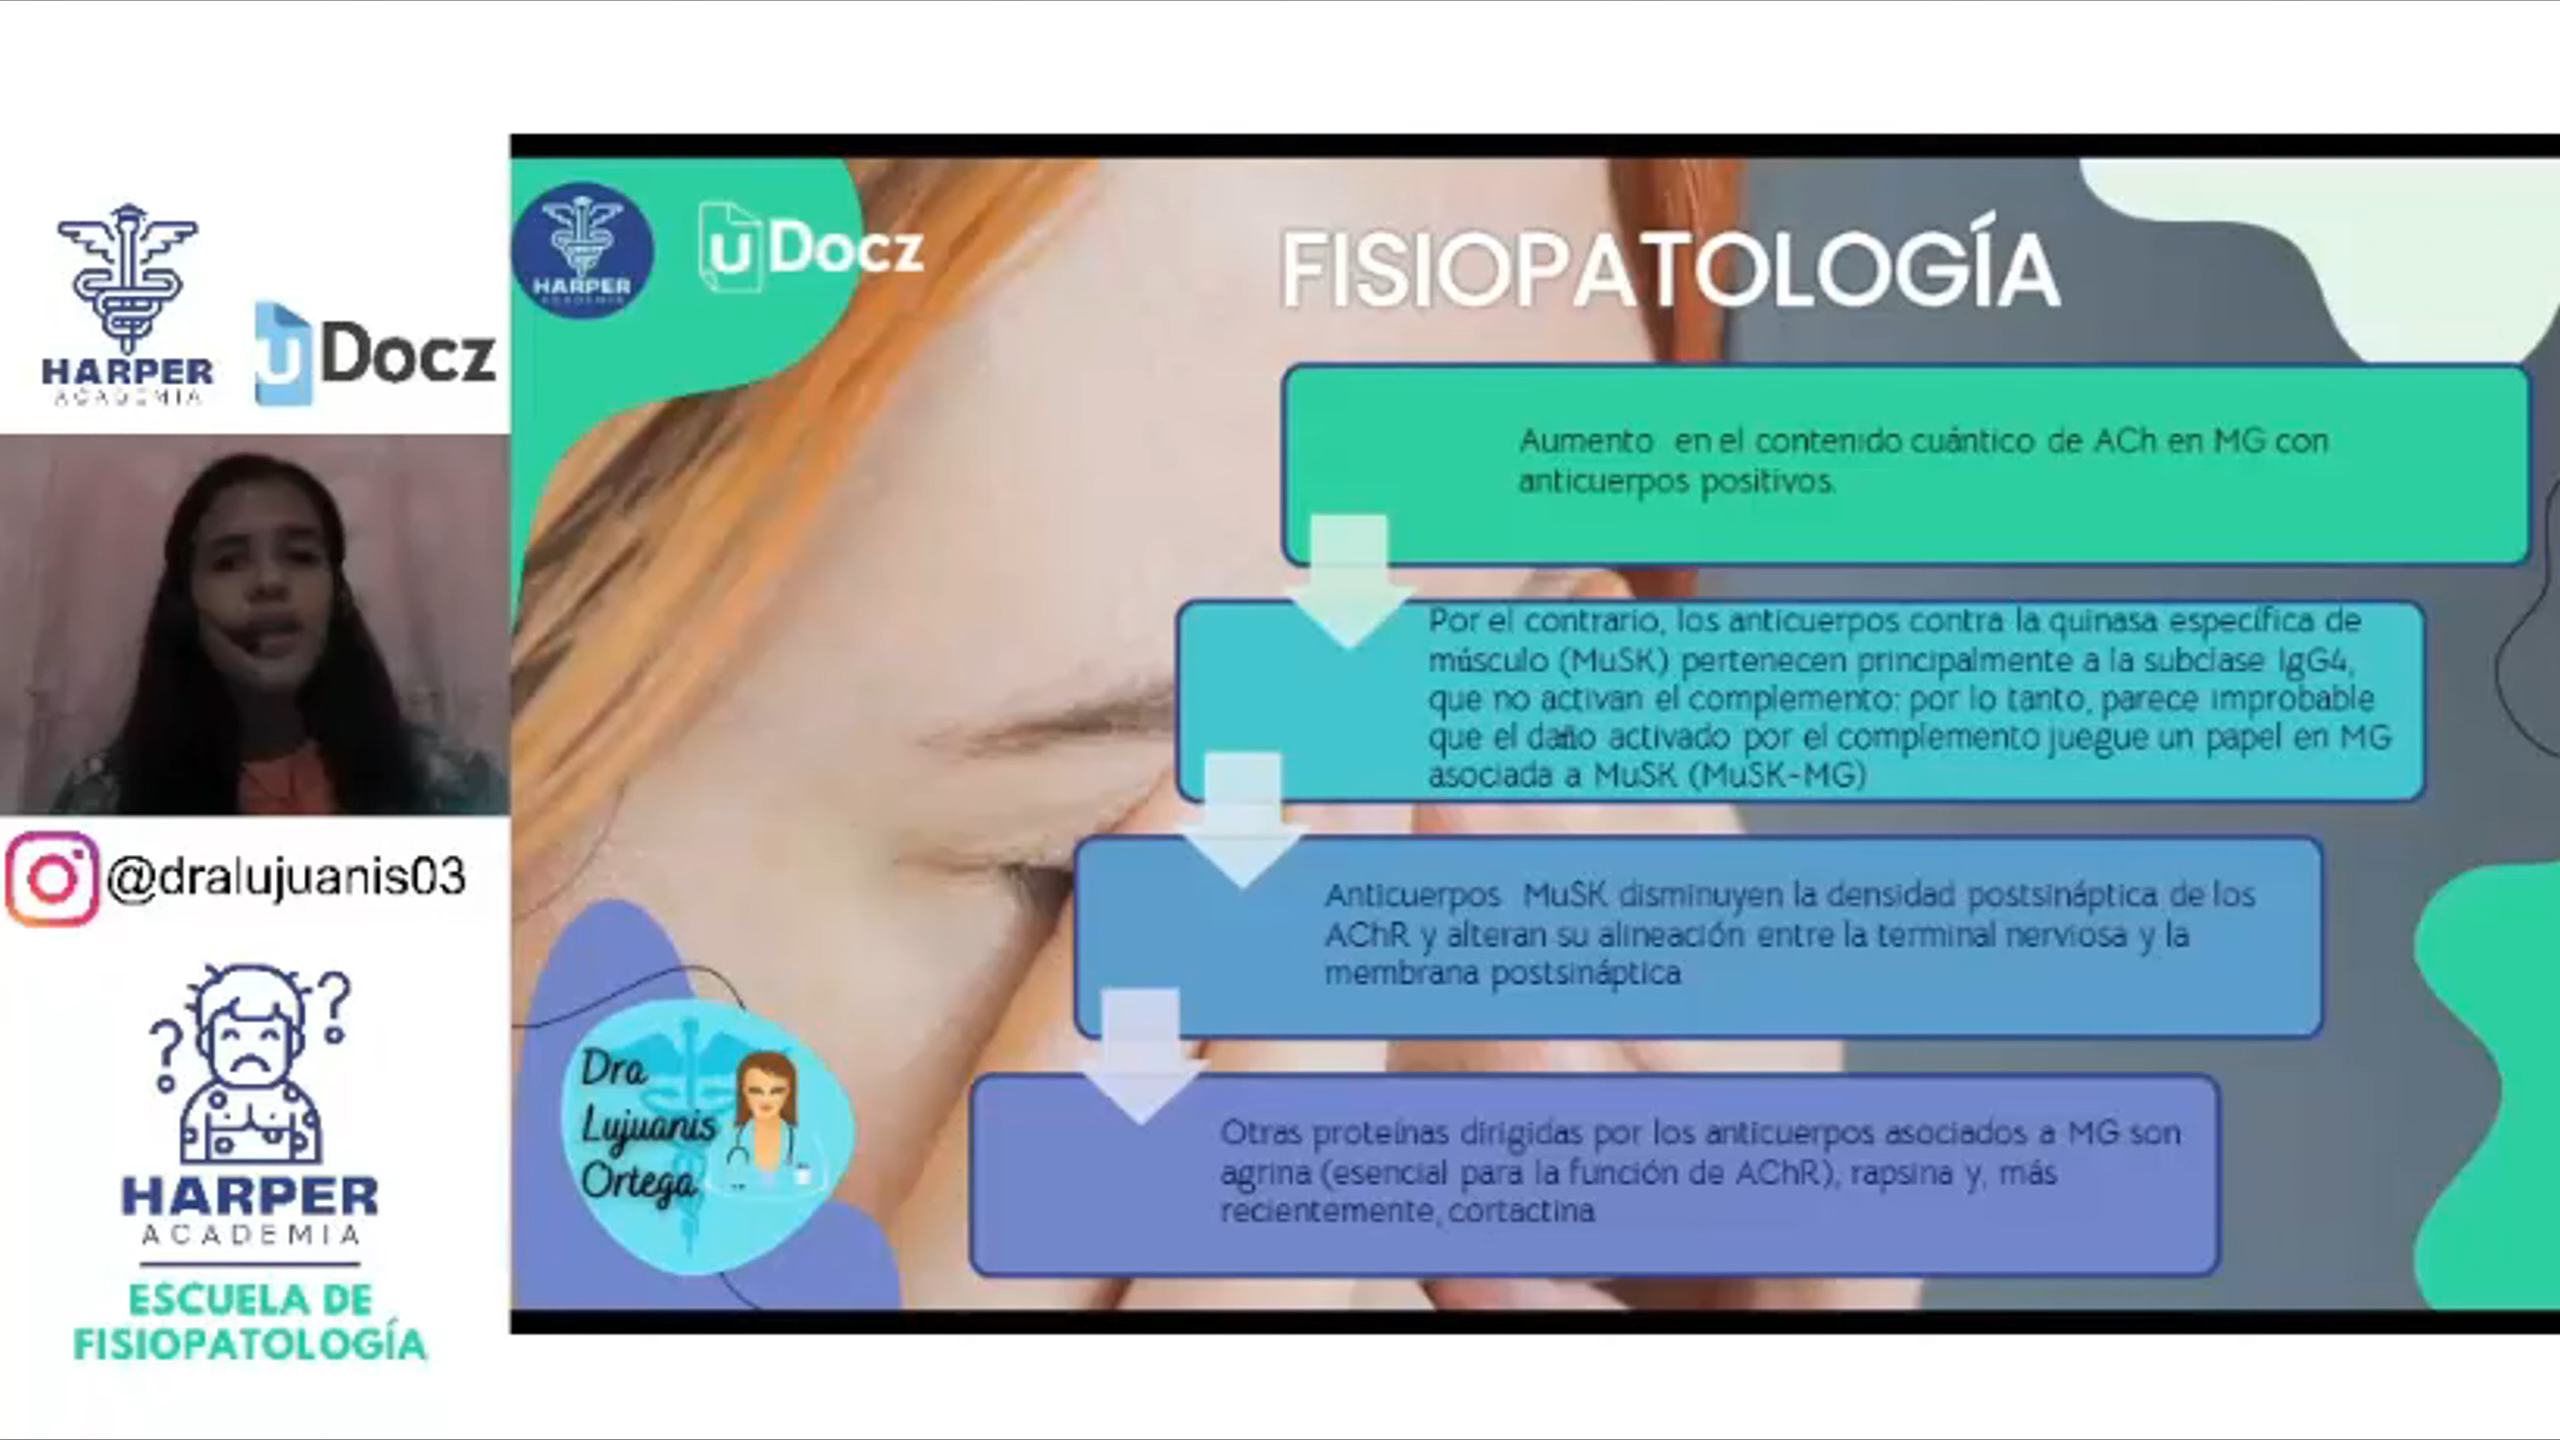 HARPER
ACADEMIA
uDocz
@dralujuanis03
HARPER
ACADEMIA
ESCUELA DE
FISIOPATOLOGÍA
HARPER
ACADEMIA
uDocz
FISIOPATOLOGÍA
Aumento en el contenido cuántico de ACh en MG con
anticuerpos positivos.
Por el contrario, los anticuerpos contra la quinasa específica de
músculo (MuSK) pertenecen principalmente a la subclase IgG4,
que no activan el complemento; por lo tanto, parece improbable
que el daño activado por el complemento juegue un papel en MG
asociada a MuSK (MuSK-MG)
Anticuerpos MuSK disminuyen la densidad postsináptica de los
AChR y alteran su alineación entre la terminal nerviosa y la
membrana postsináptica
Otras proteínas dirigidas por los anticuerpos asociados a MG son
agrina (esencial para la función de AChR), rapsina y, más
recientemente, cortactina
Dra
Lujuanis
Ortega